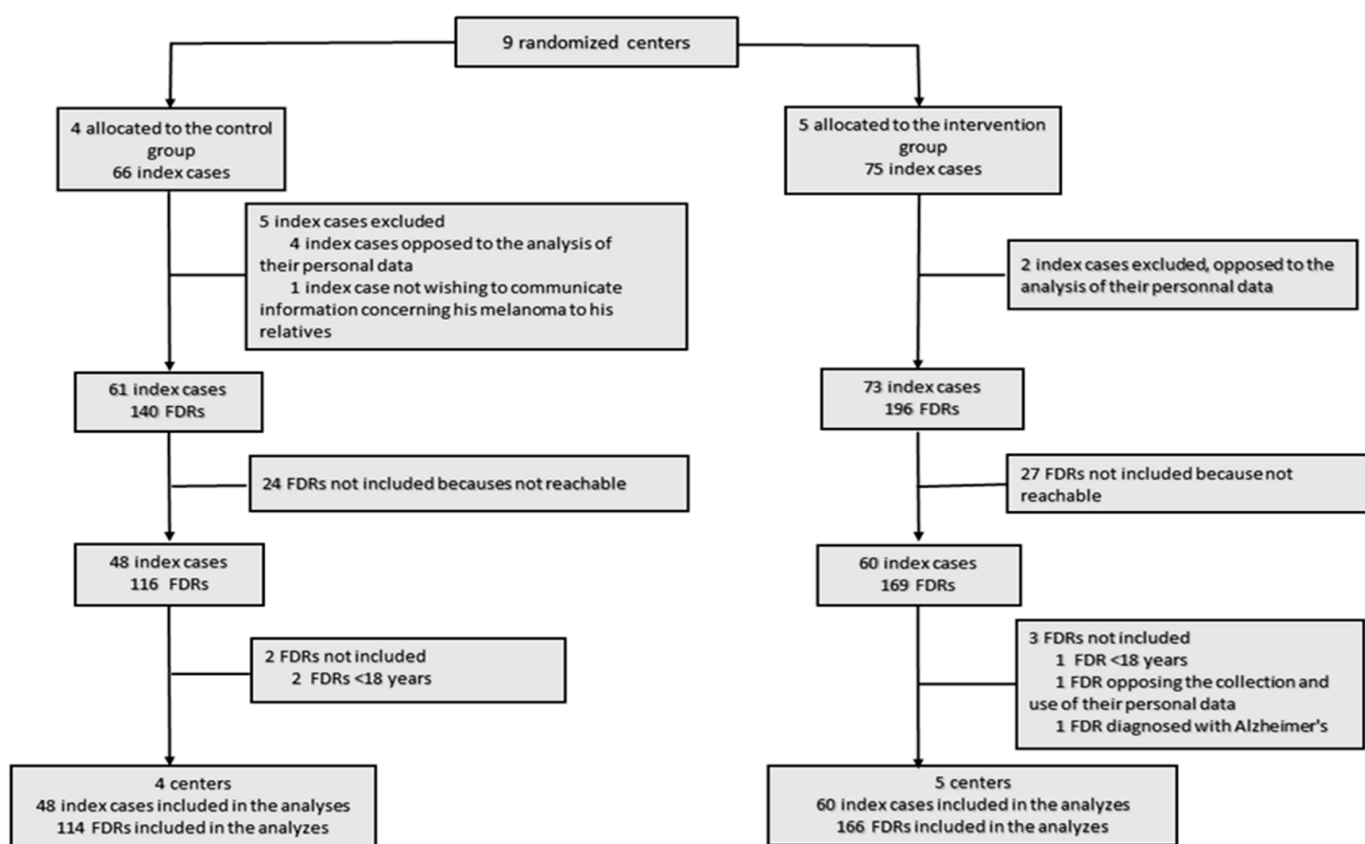 9 randomized centers
4 allocated to the control
group
66 index cases
5 allocated to the intervention
group
75 index cases
5 index cases excluded
4 index cases opposed to the analysis of
their personal data
1 index case not wishing to communicate
information concerning his melanoma to his
relatives
2 index cases excluded, opposed to the
analysis of their personnal data
61 index cases
140 FDRs
73 index cases
196 FDRs
24 FDRs not included becauses not reachable
27 FDRs not included because not
reachable
48 index cases
116 FDRs
60 index cases
169 FDRs
2 FDRs not included
2 FDRs <18 years
3 FDRs not included
1 FDR <18 years
1 FDR opposing the collection and
use of their personal data
1 FDR diagnosed with Alzheimer's
4 centers
48 index cases included in the analyses
114 FDRs included in the analyzes
5 centers
60 index cases included in the analyzes
166 FDRs included in the analyzes